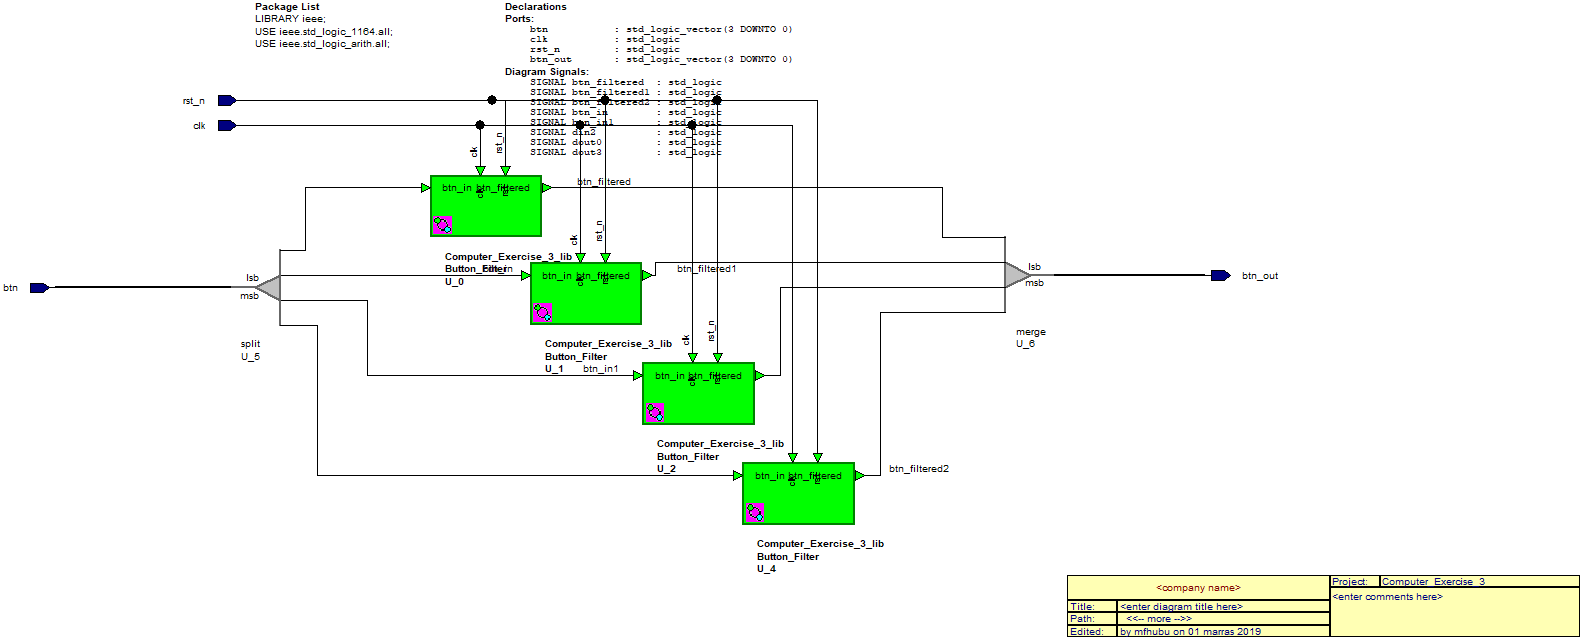 Package List
LIBRARY ieee;
USE ieee.std_logic_1164.all;
USE ieee.std_logic_arith.all;
Declarations
Ports:
btn : std_logic_vector(3 DOWNTO 0)
clk : std_logic
rst_n : std_logic
btn_out : std_logic_vector(3 DOWNTO 0)
Diagram Signals:
SIGNAL btn_filtered : std_logic
SIGNAL btn_filtered1 : std_logic
SIGNAL btn_filtered2 : std_logic
SIGNAL btn_in : std_logic
SIGNAL btn_in1 : std_logic
SIGNAL din2 : std_logic
SIGNAL dout0 : std_logic
SIGNAL dout3 : std_logic
rst_n
clk
clk
rst_n
btn_in btn_filtered
clk
btn_filtered
Computer_Exercise_3_lib
Button_Filter
U_0
btn_in
clk
rst_n
btn_in btn_filtered
clk
btn_filtered1
Computer_Exercise_3_lib
Button_Filter
U_1
btn_in1
clk
rst_n
btn_in btn_filtered
clk
Computer_Exercise_3_lib
Button_Filter
U_2
btn_in btn_filtered
clk
btn_filtered2
Computer_Exercise_3_lib
Button_Filter
U_4
btn
lsb
msb
split
U_5
lsb
msb
merge
U_6
btn_out
<company name>
Title: <enter diagram title here>
Path: <<-- more -->>
Edited: by mfhubu on 01 marras 2019
Project: Computer_Exercise_3
<enter comments here>